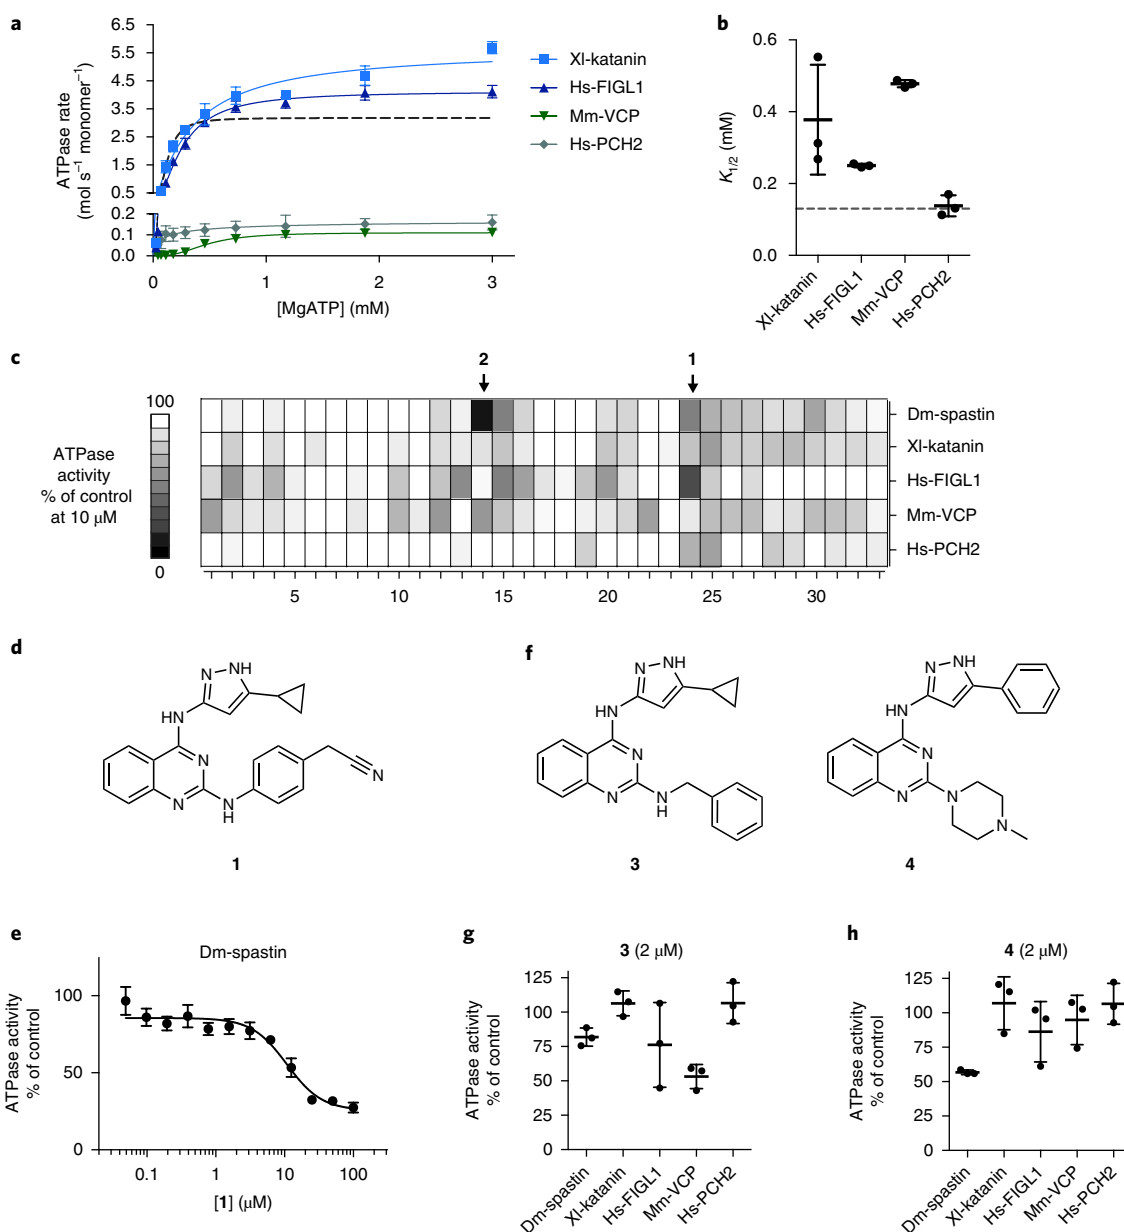 a
6.5
5.5
4.5
3.5
2.5
1.5
0.5
0.2
0.1
0.0
ATPase rate
(mol s⁻¹ monomer⁻¹)
0
1
2
3
[MgATP] (mM)
Xl-katanin
Hs-FIGL1
Mm-VCP
Hs-PCH2
b
0.6
0.4
0.2
0.0
K1/2 (mM)
Xl-katanin
Hs-FIGL1
Mm-VCP
Hs-PCH2
c
2
1
100
0
ATPase
activity
% of control
at 10 μM
Dm-spastin
Xl-katanin
Hs-FIGL1
Mm-VCP
Hs-PCH2
5
10
15
20
25
30
d
N
NH
HN
N
N
N
H
N
1
f
N
NH
HN
N
N
N
H
3
N
NH
HN
N
N
N
N
4
e
Dm-spastin
ATPase activity
% of control
100
50
0
0.1
1
10
100
[1] (μM)
g
3 (2 μM)
ATPase activity
% of control
125
100
75
50
25
0
Dm-spastin
Xl-katanin
Hs-FIGL1
Mm-VCP
Hs-PCH2
h
4 (2 μM)
ATPase activity
% of control
125
100
75
50
25
0
Dm-spastin
Xl-katanin
Hs-FIGL1
Mm-VCP
Hs-PCH2